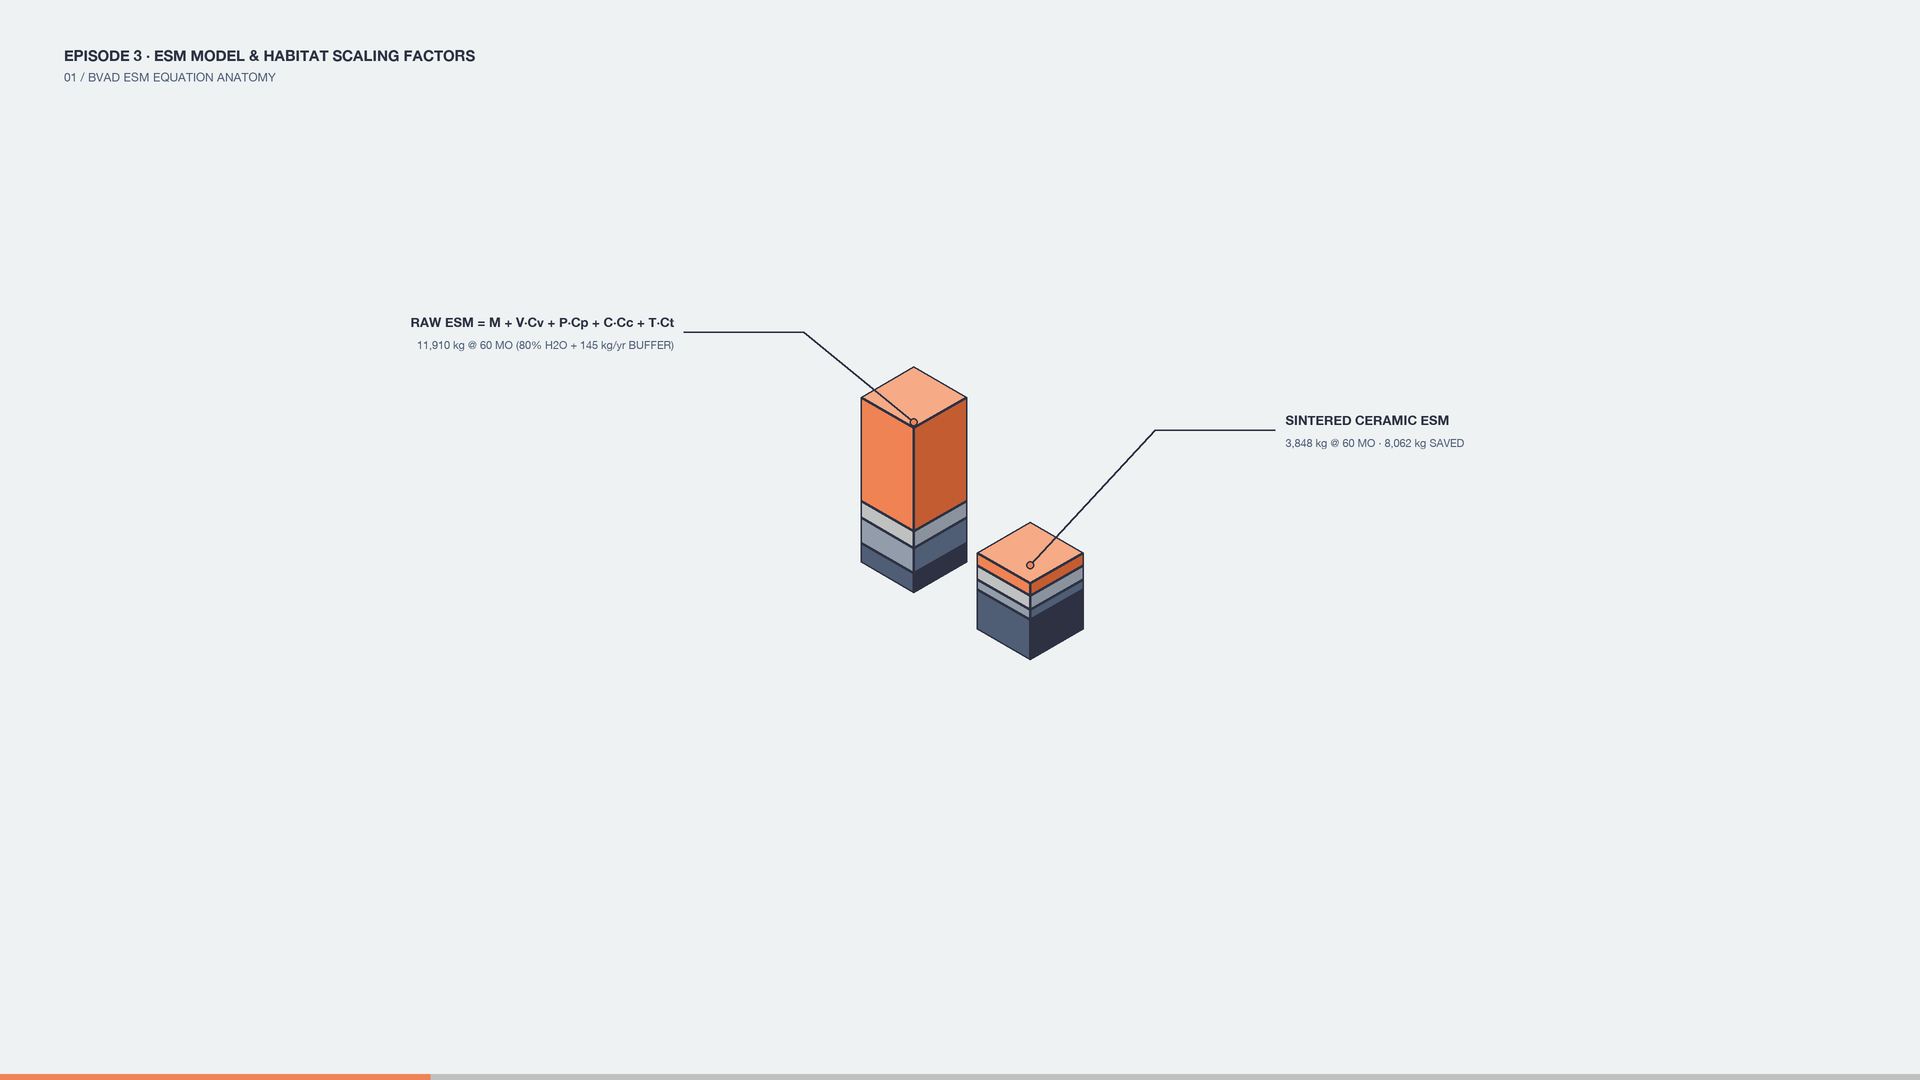 EPISODE 3 · ESM MODEL & HABITAT SCALING FACTORS
01 / BVAD ESM EQUATION ANATOMY
RAW ESM = M + V·Cv + P·Cp + C·Cc + T·Ct
11,910 kg @ 60 MO (80% H2O + 145 kg/yr BUFFER)
SINTERED CERAMIC ESM
3,848 kg @ 60 MO · 8,062 kg SAVED